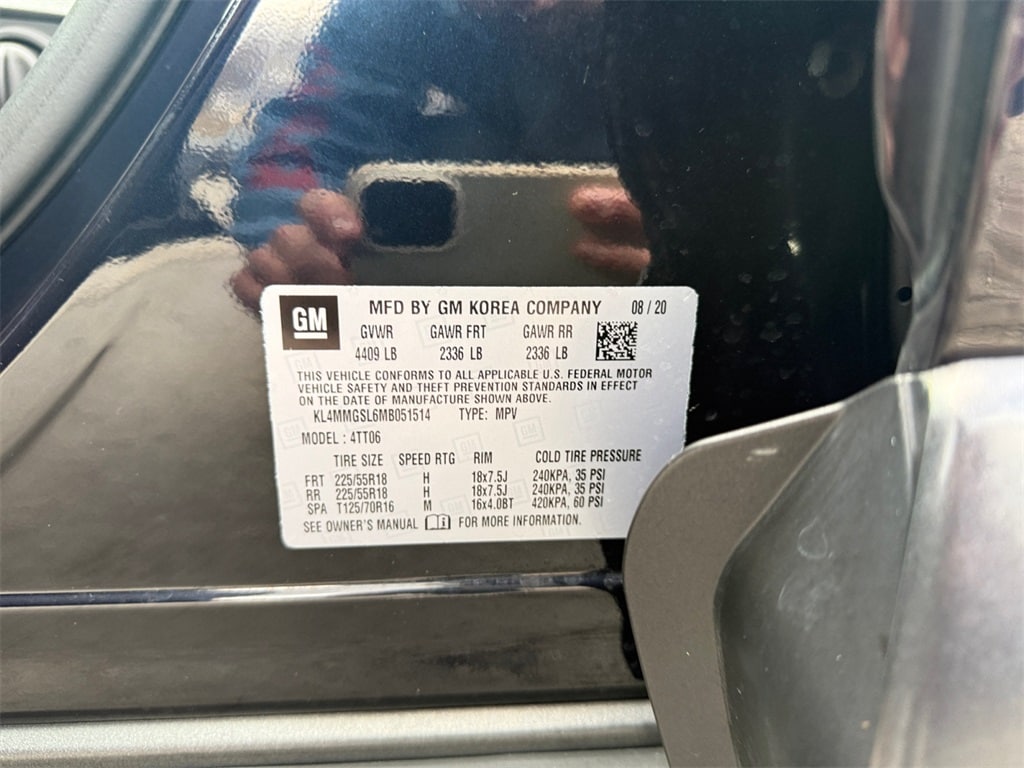 GM MFD BY GM KOREA COMPANY 08 / 20
GVWR GAWR FRT GAWR RR
4409 LB 2336 LB 2336 LB
THIS VEHICLE CONFORMS TO ALL APPLICABLE U.S. FEDERAL MOTOR
VEHICLE SAFETY AND THEFT PREVENTION STANDARDS IN EFFECT
ON THE DATE OF MANUFACTURE SHOWN ABOVE.
KL4MMGSL6MB051514 TYPE: MPV
MODEL : 4TT06
TIRE SIZE SPEED RTG RIM COLD TIRE PRESSURE
FRT 225/55R18 H 18x7.5J 240KPA, 35 PSI
RR 225/55R18 H 18x7.5J 240KPA, 35 PSI
SPA T125/70R16 M 16x4.0BT 420KPA, 60 PSI
SEE OWNER'S MANUAL i FOR MORE INFORMATION.